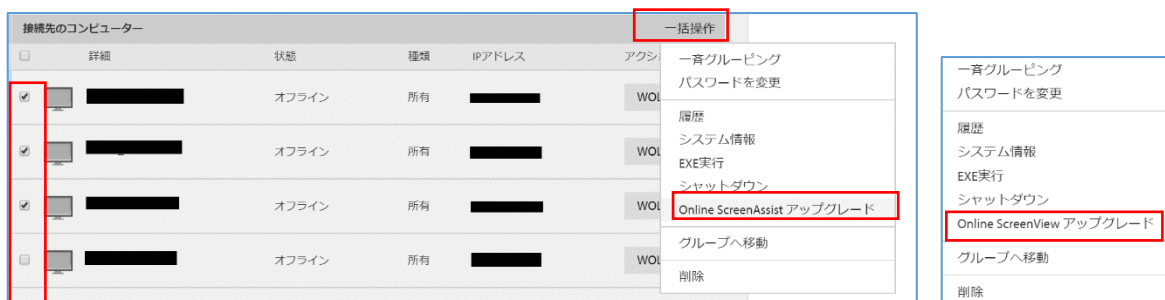 接続先のコンピューター 一括操作
詳細 状態 種類 IPアドレス アクシ
オフライン 所有 WOL
オフライン 所有 WOL
オフライン 所有 WOL
オフライン 所有 WOL
一斉グルーピング
パスワードを変更
履歴
システム情報
EXE実行
シャットダウン
Online ScreenAssist アップグレード
グループへ移動
削除
一斉グルーピング
パスワードを変更
履歴
システム情報
EXE実行
シャットダウン
Online ScreenView アップグレード
グループへ移動
削除